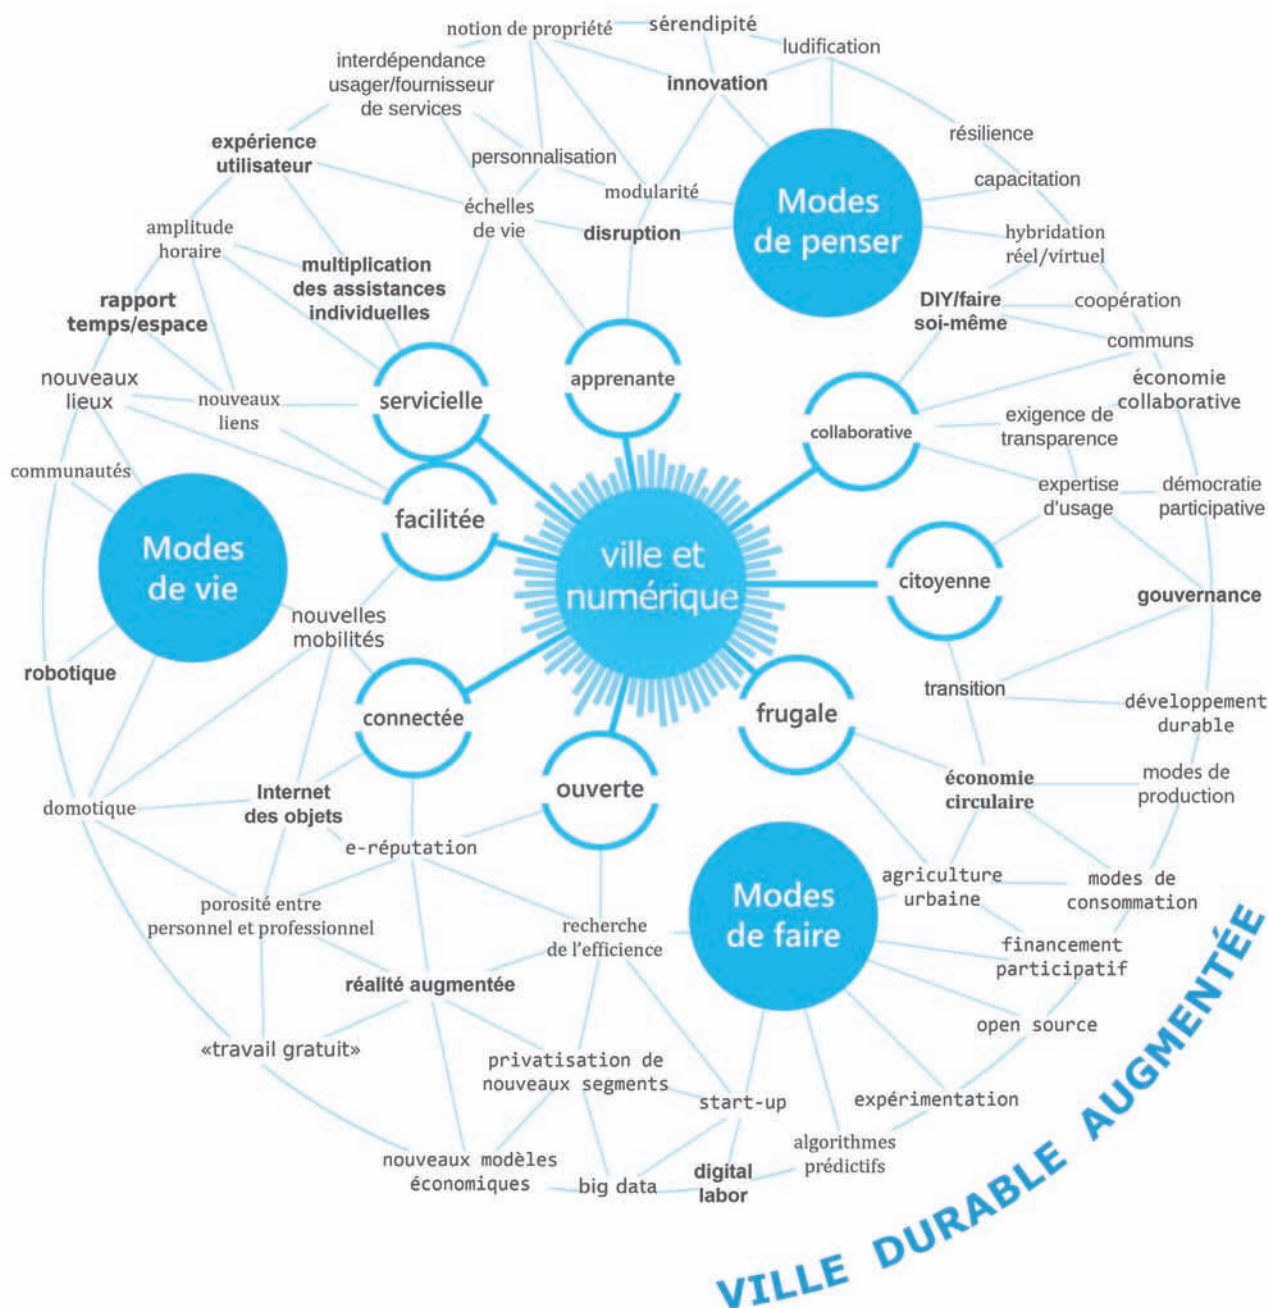 notion de propriété
sérendipité
ludification
interdépendance
usager/fournisseur
de services
innovation
expérience
utilisateur
personnalisation
résilience
modularité
capacitation
Modes
de penser
échelles
de vie
disruption
amplitude
horaire
hybridation
réel/virtuel
multiplication
des assistances
individuelles
rapport
temps/espace
DIY/faire
soi-même
coopération
communs
nouveaux
lieux
nouveaux
liens
servicielle
apprenante
collaborative
économie
collaborative
exigence de
transparence
communautés
expertise
d'usage
démocratie
participative
facilitée
Modes
de vie
ville et
numérique
citoyenne
gouvernance
nouvelles
mobilités
robotique
connectée
frugale
transition
développement
durable
domotique
Internet
des objets
ouverte
économie
circulaire
modes de
production
e-réputation
agriculture
urbaine
modes de
consommation
porosité entre
personnel et professionnel
recherche
de l'efficience
Modes
de faire
financement
participatif
réalité augmentée
open source
«travail gratuit»
privatisation de
nouveaux segments
start-up
expérimentation
algorithmes
prédictifs
nouveaux modèles
économiques
big data
digital
labor
VILLE DURABLE AUGMENTÉE